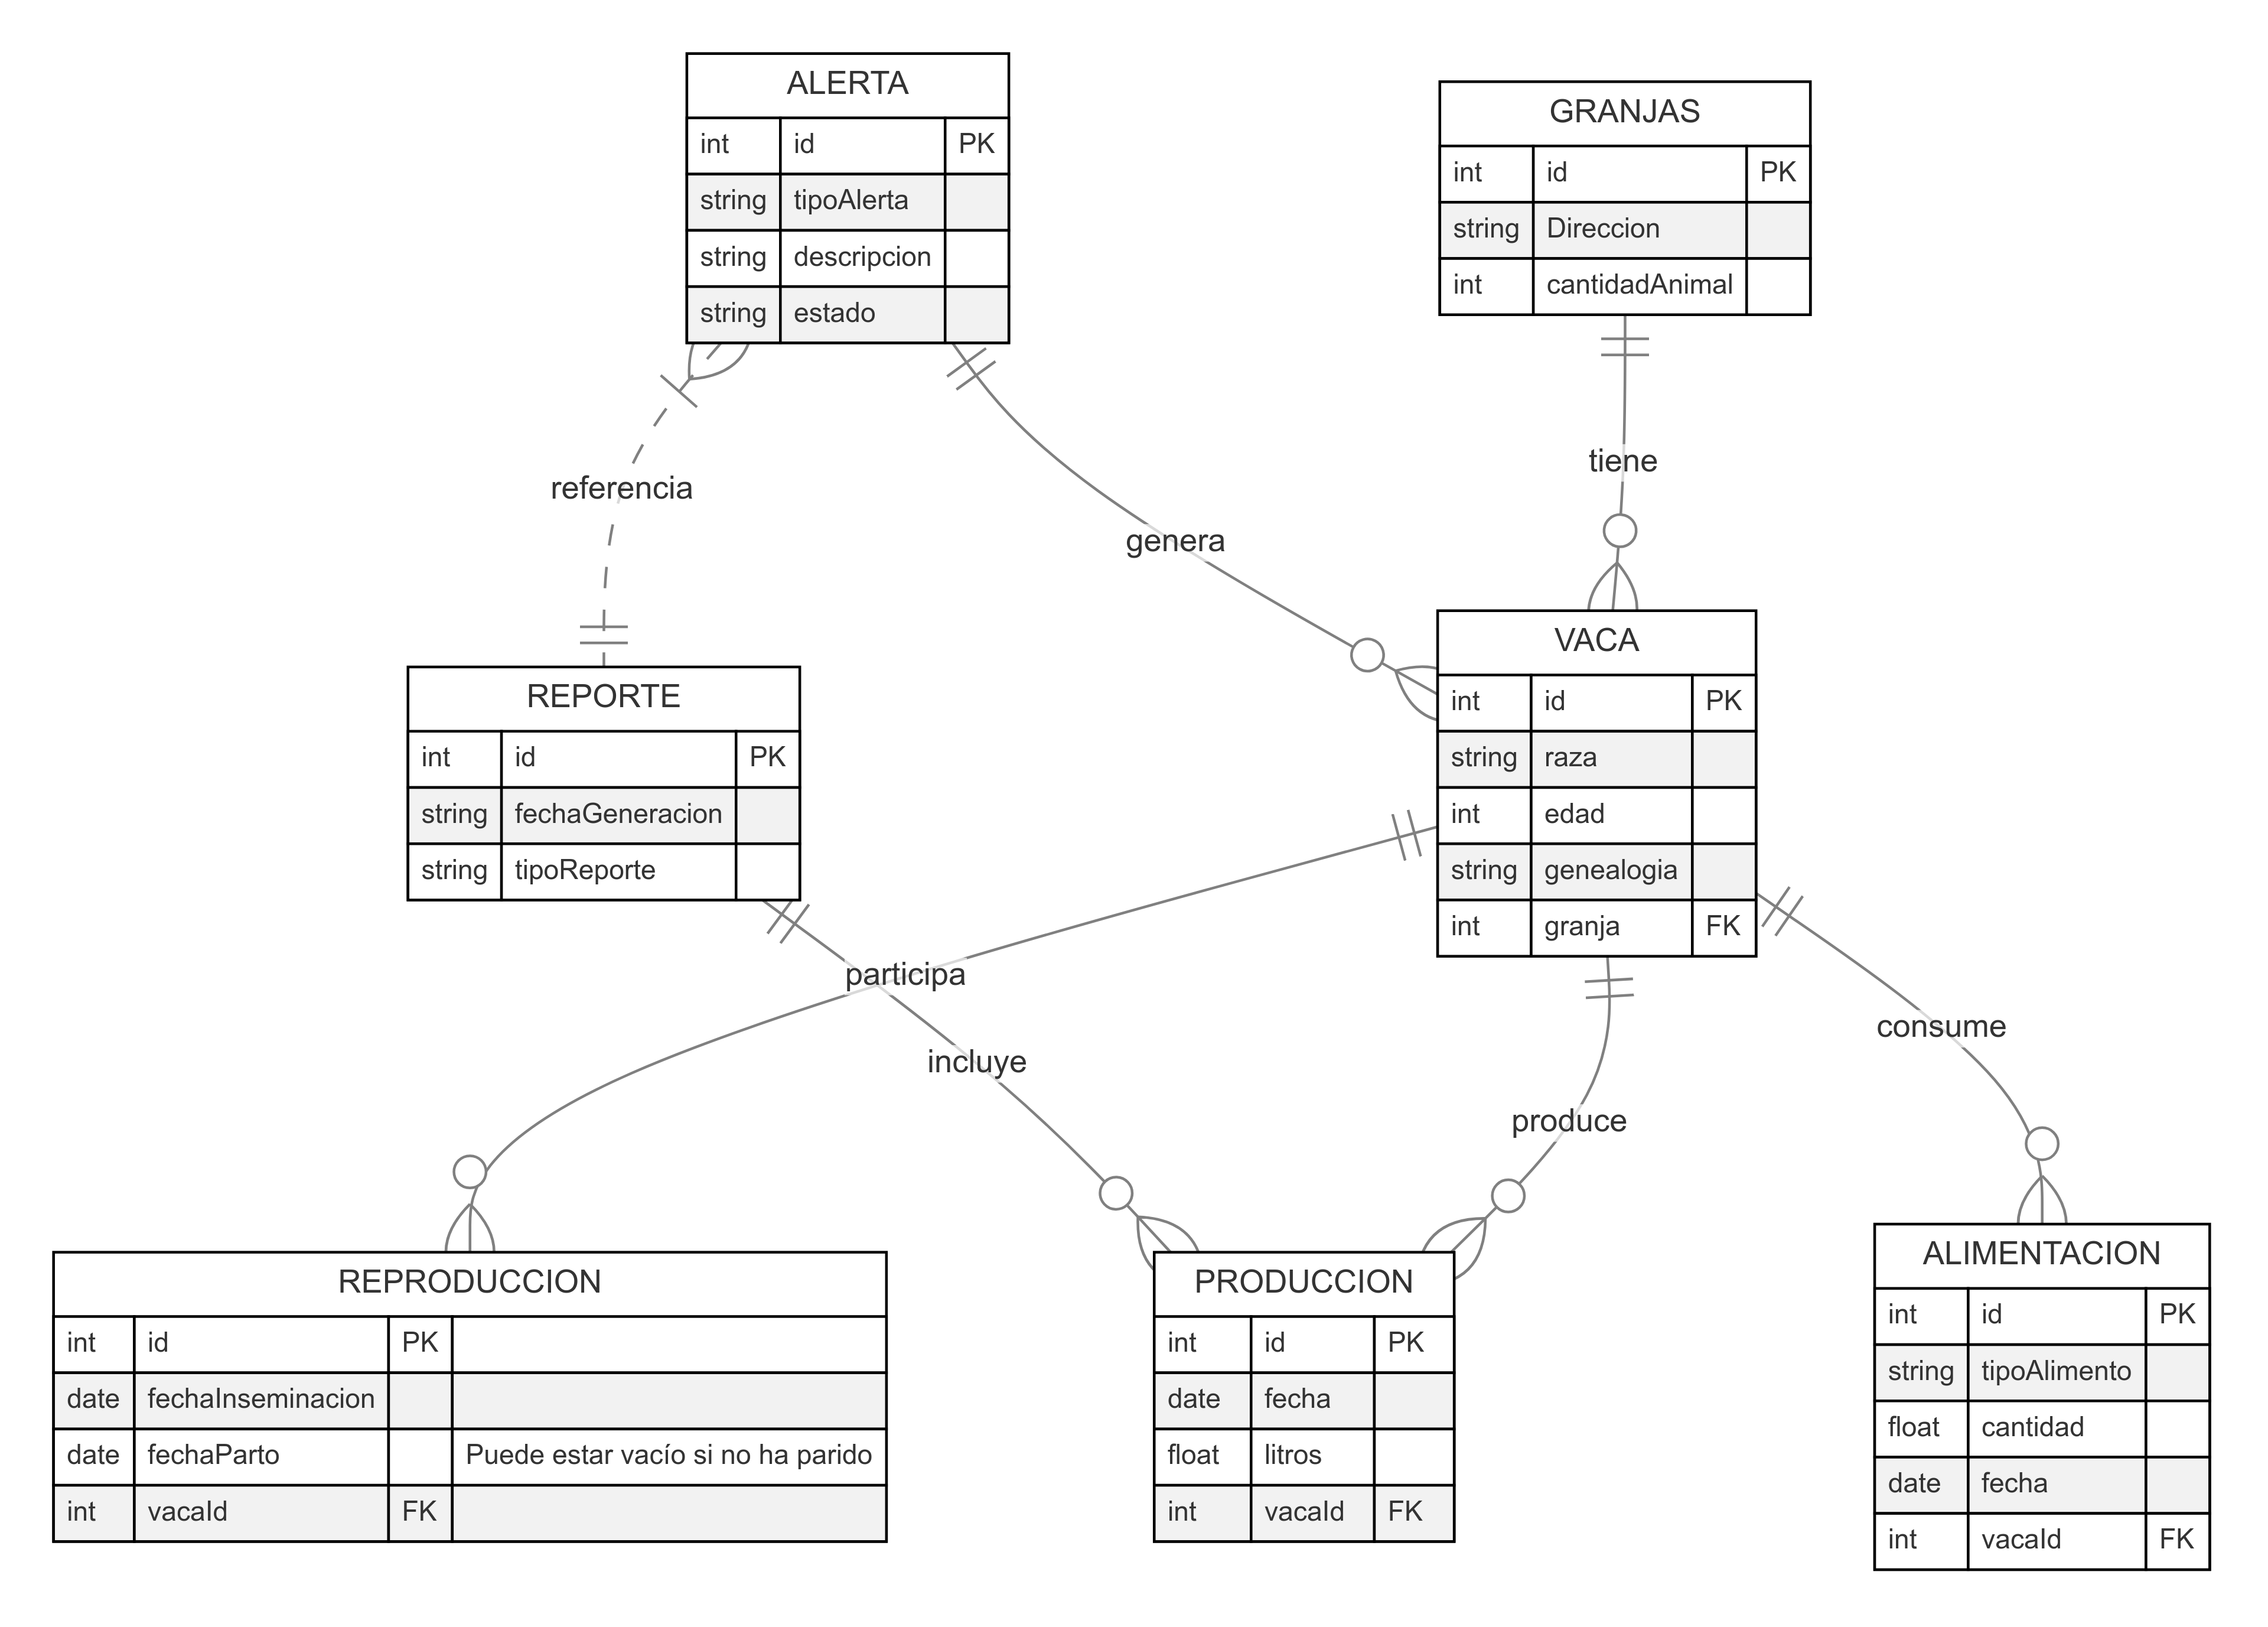 ALERTA
int id PK
string tipoAlerta
string descripcion
string estado
GRANJAS
int id PK
string Direccion
int cantidadAnimal
referencia
genera
tiene
REPORTE
int id PK
string fechaGeneracion
string tipoReporte
VACA
int id PK
string raza
int edad
string genealogia
int granja FK
participa
incluye
produce
consume
REPRODUCCION
int id PK
date fechaInseminacion
date fechaParto Puede estar vacío si no ha parido
int vacaId FK
PRODUCCION
int id PK
date fecha
float litros
int vacaId FK
ALIMENTACION
int id PK
string tipoAlimento
float cantidad
date fecha
int vacaId FK